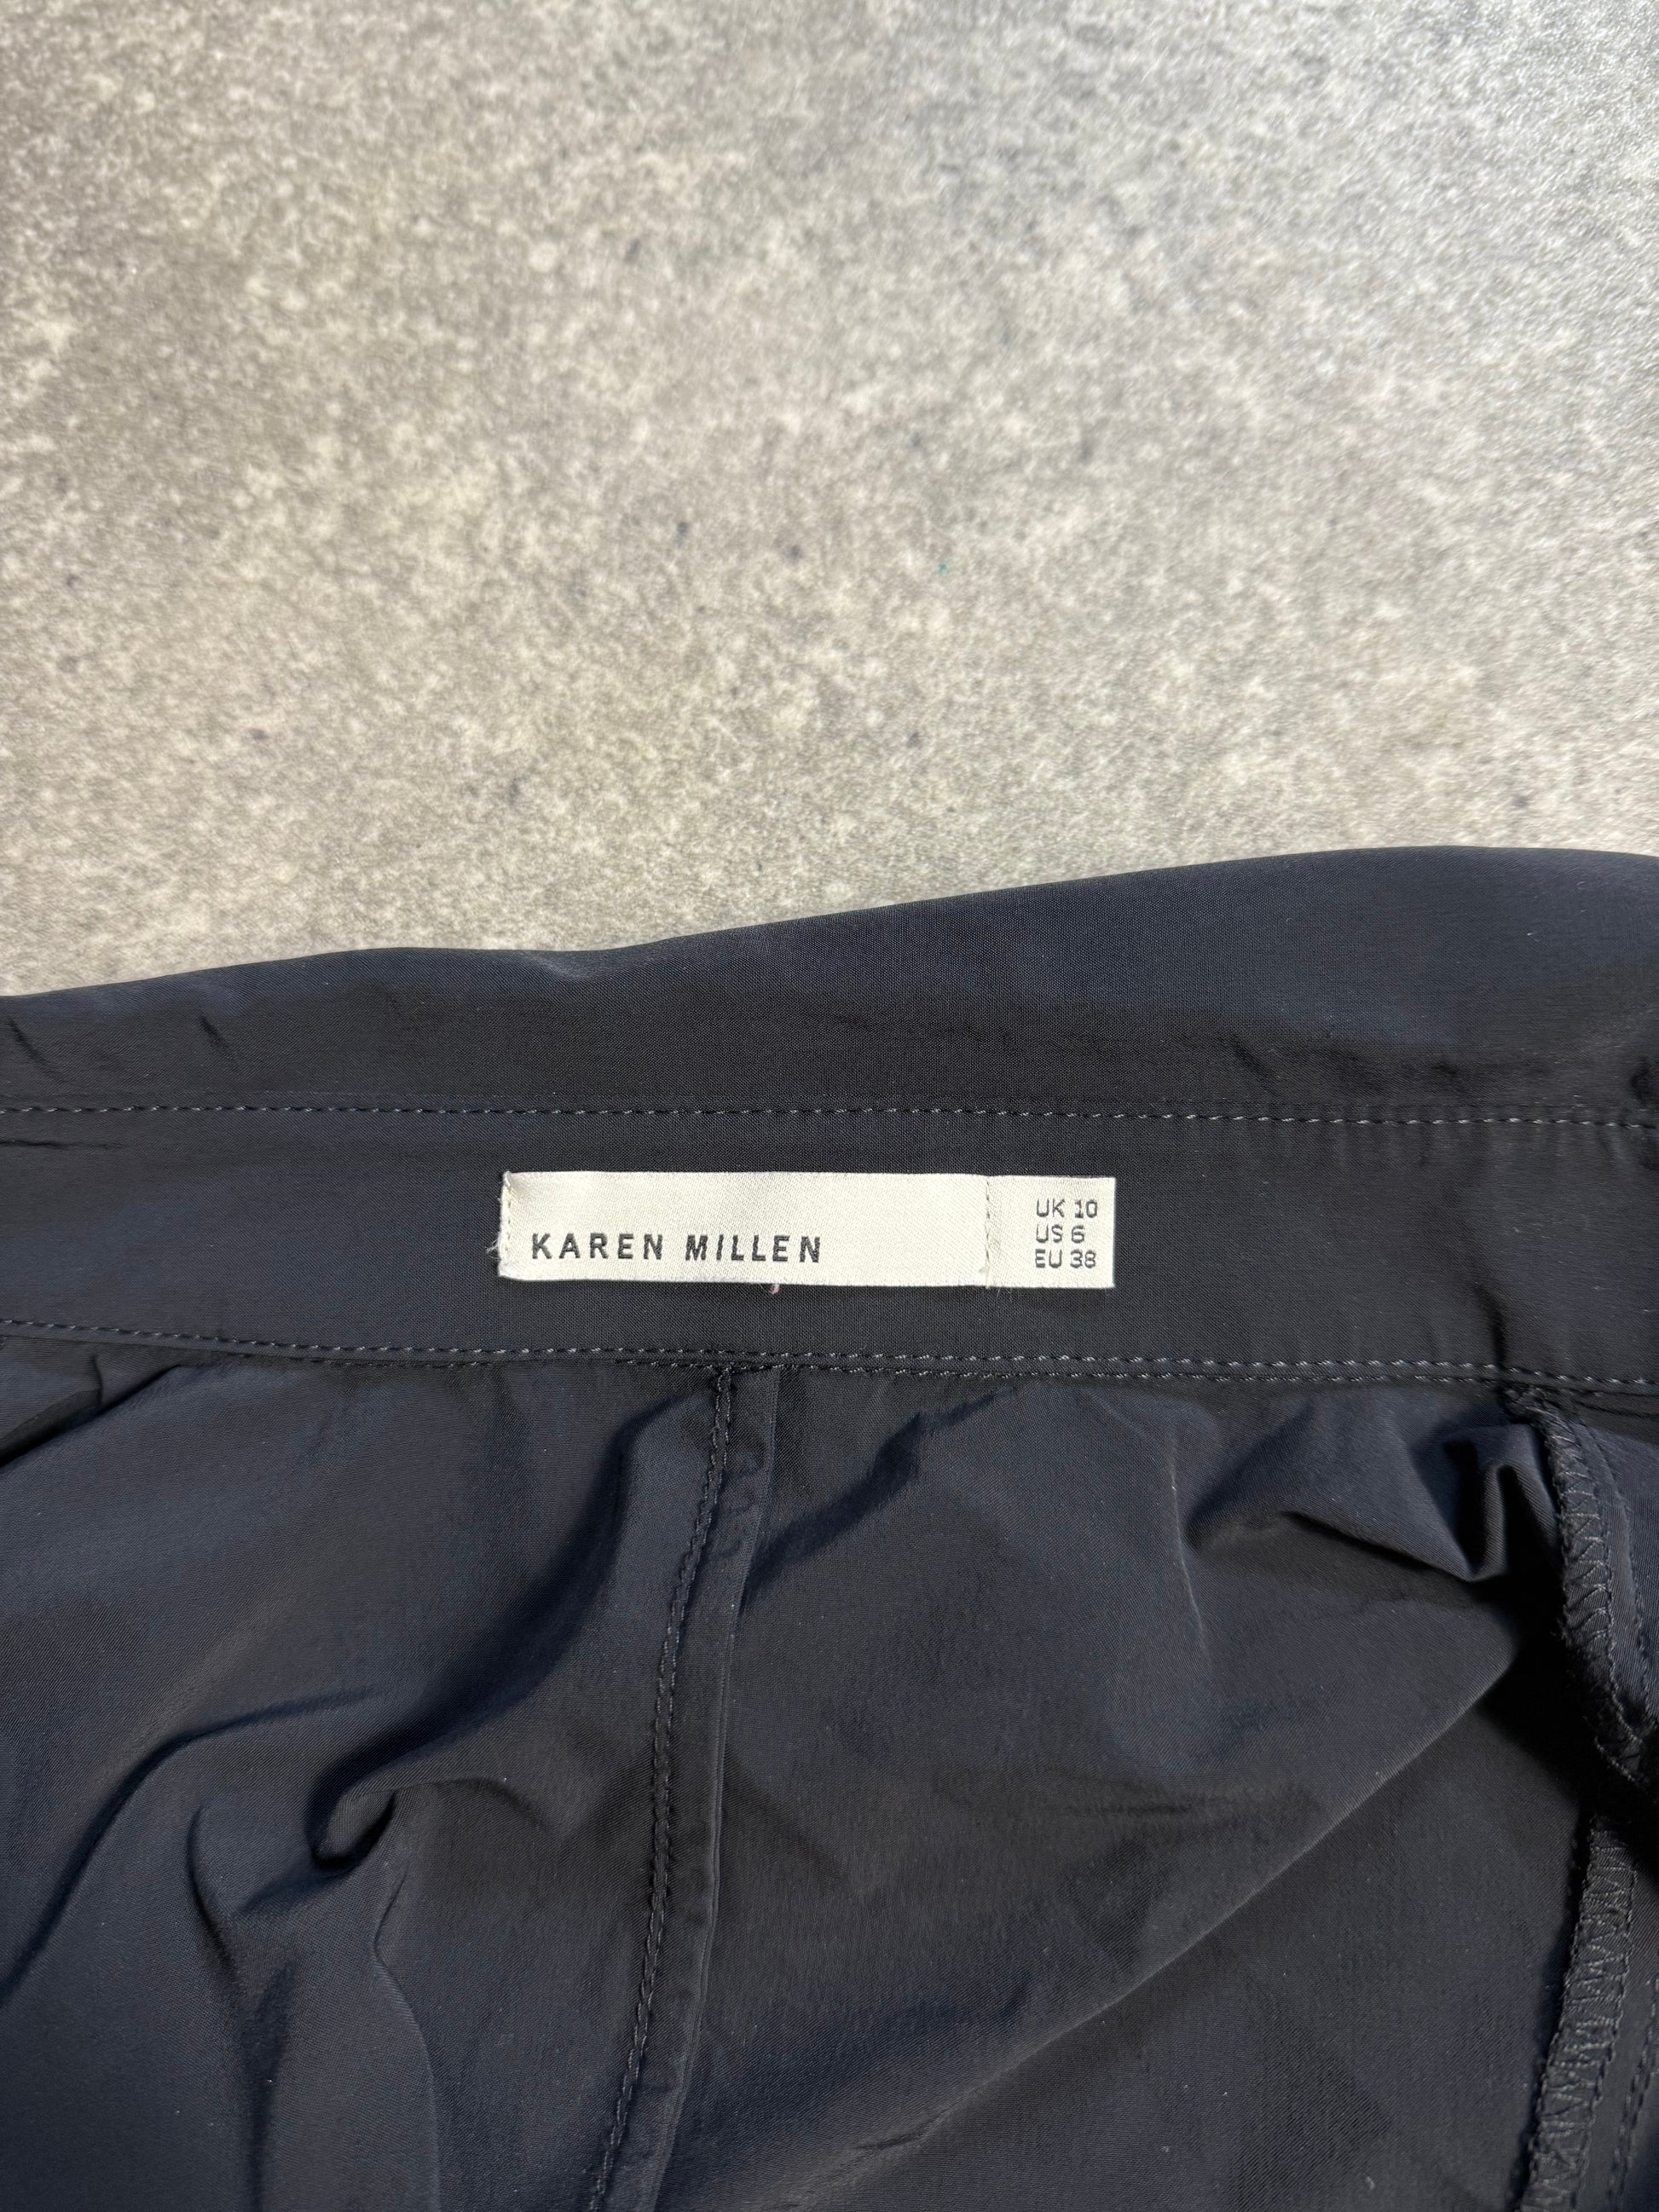 KAREN MILLEN
UK 10
US 6
EU 38